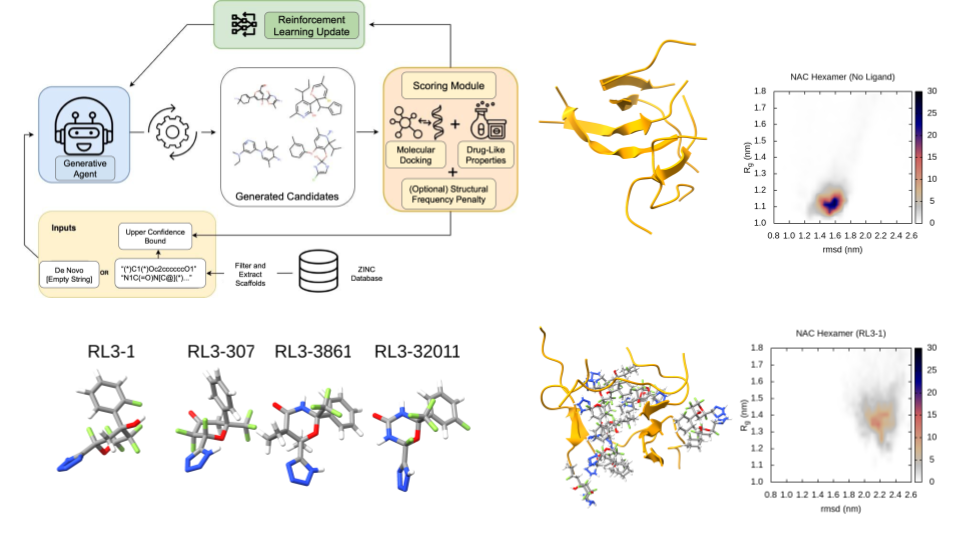 Reinforcement
Learning Update
Generative
Agent
Generated Candidates
Scoring Module
Molecular
Docking
Drug-Like
Properties
+
+
(Optional) Structural
Frequency Penalty
Inputs
Upper Confidence
Bound
De Novo
[Empty String]
OR
"(*)C1(*)Oc2ccccccO1"
"N1C(=O)N[C@](*)..."
Filter and
Extract
Scaffolds
ZINC
Database
NAC Hexamer (No Ligand)
Rg (nm)
1.8
1.7
1.6
1.5
1.4
1.3
1.2
1.1
1.0
0.8 1.0 1.2 1.4 1.6 1.8 2.0 2.2 2.4 2.6
rmsd (nm)
30
25
20
15
10
5
0
RL3-1
RL3-307
RL3-3861
RL3-32011
NAC Hexamer (RL3-1)
Rg (nm)
1.8
1.7
1.6
1.5
1.4
1.3
1.2
1.1
1.0
0.8 1.0 1.2 1.4 1.6 1.8 2.0 2.2 2.4 2.6
rmsd (nm)
30
25
20
15
10
5
0